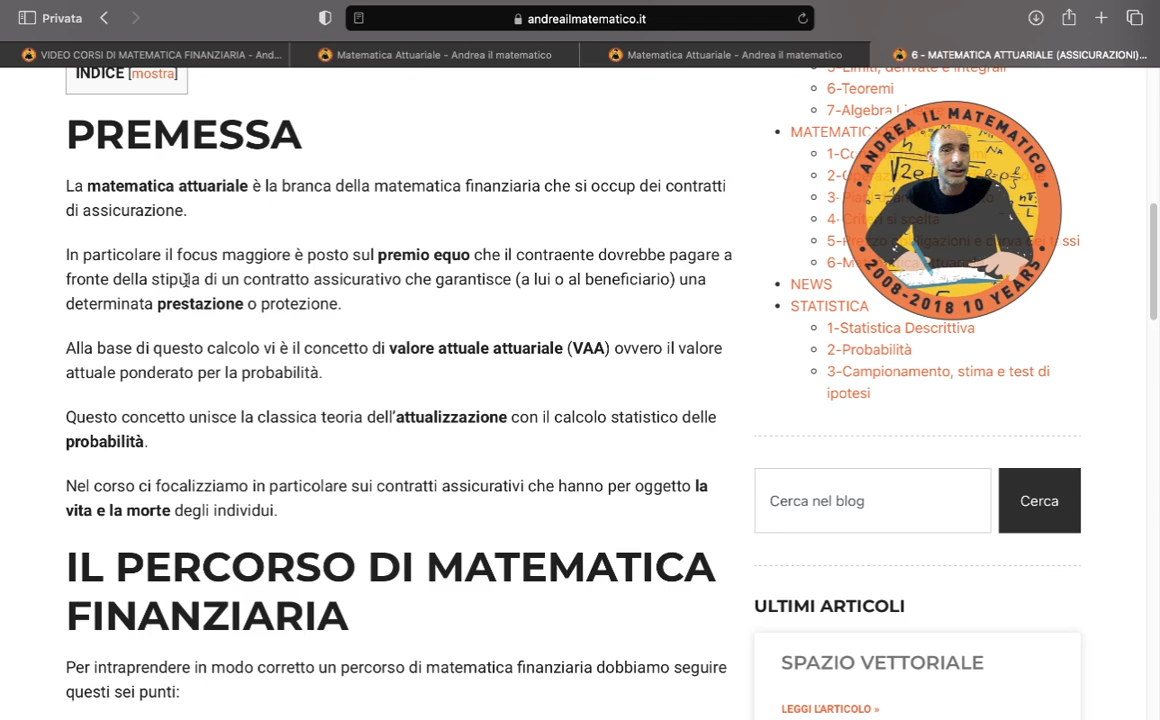 Privata
andreailmatematico.it
VIDEO CORSI DI MATEMATICA FINANZIARIA - And...
Matematica Attuariale - Andrea il matematico
Matematica Attuariale - Andrea il matematico
6 - MATEMATICA ATTUARIALE (ASSICURAZIONI)...
INDICE [mostra]
PREMESSA
La matematica attuariale è la branca della matematica finanziaria che si occup dei contratti
di assicurazione.
In particolare il focus maggiore è posto sul premio equo che il contraente dovrebbe pagare a
fronte della stipula di un contratto assicurativo che garantisce (a lui o al beneficiario) una
determinata prestazione o protezione.
Alla base di questo calcolo vi è il concetto di valore attuale attuariale (VAA) ovvero il valore
attuale ponderato per la probabilità.
Questo concetto unisce la classica teoria dell'attualizzazione con il calcolo statistico delle
probabilità.
Nel corso ci focalizziamo in particolare sui contratti assicurativi che hanno per oggetto la
vita e la morte degli individui.
IL PERCORSO DI MATEMATICA
FINANZIARIA
Per intraprendere in modo corretto un percorso di matematica finanziaria dobbiamo seguire
questi sei punti:
5-Limiti, derivate e integrali
6-Teoremi
7-Algebra
MATEMATIC
NEWS
STATISTICA
1-Statistica Descrittiva
2-Probabilità
3-Campionamento, stima e test di
ipotesi
ANDREA IL MATEMATICO
2008-2018 10 YEARS
Cerca nel blog
Cerca
ULTIMI ARTICOLI
SPAZIO VETTORIALE
LEGGI L'ARTICOLO »